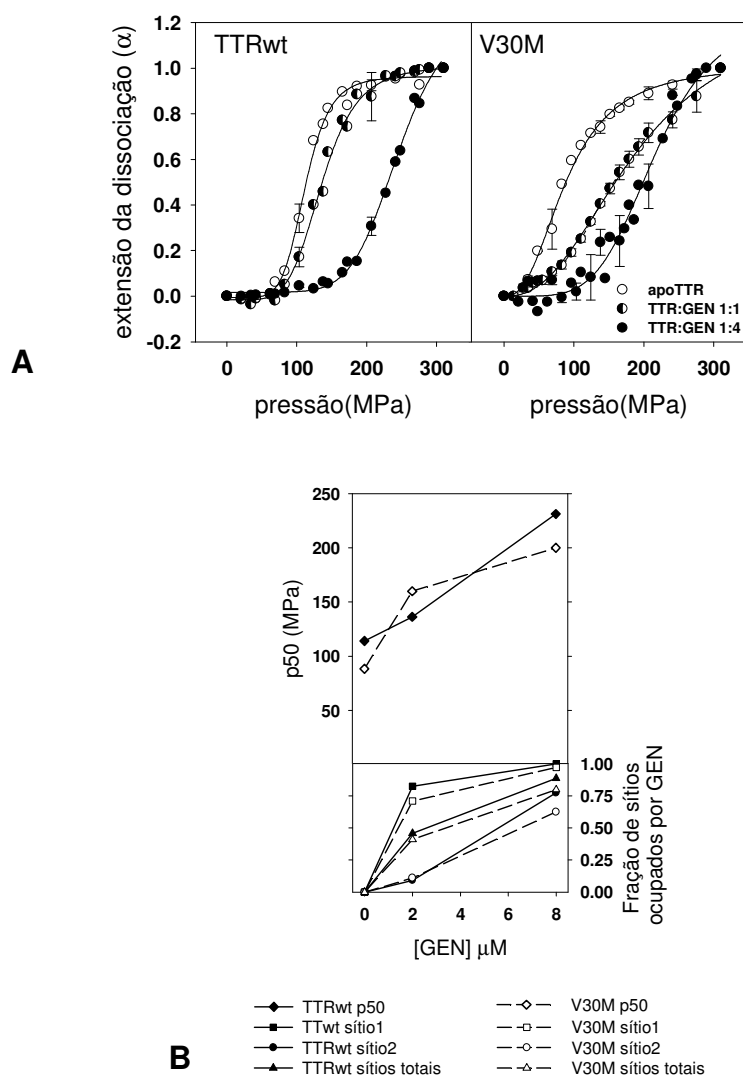 TTRwt
V30M
extensão da dissociação (α)
1.2
1.0
0.8
0.6
0.4
0.2
0.0
-0.2
apoTTR
TTR:GEN 1:1
TTR:GEN 1:4
0 100 200 300
0 100 200 300
pressão(MPa)
pressão(MPa)
A
p50 (MPa)
250
200
150
100
50
1.00
0.75
0.50
0.25
0.00
Fração de sítios
ocupados por GEN
0 2 4 6 8
[GEN] μM
TTRwt p50
TTwt sítio1
TTRwt sítio2
TTRwt sítios totais
V30M p50
V30M sítio1
V30M sítio2
V30M sítios totais
B